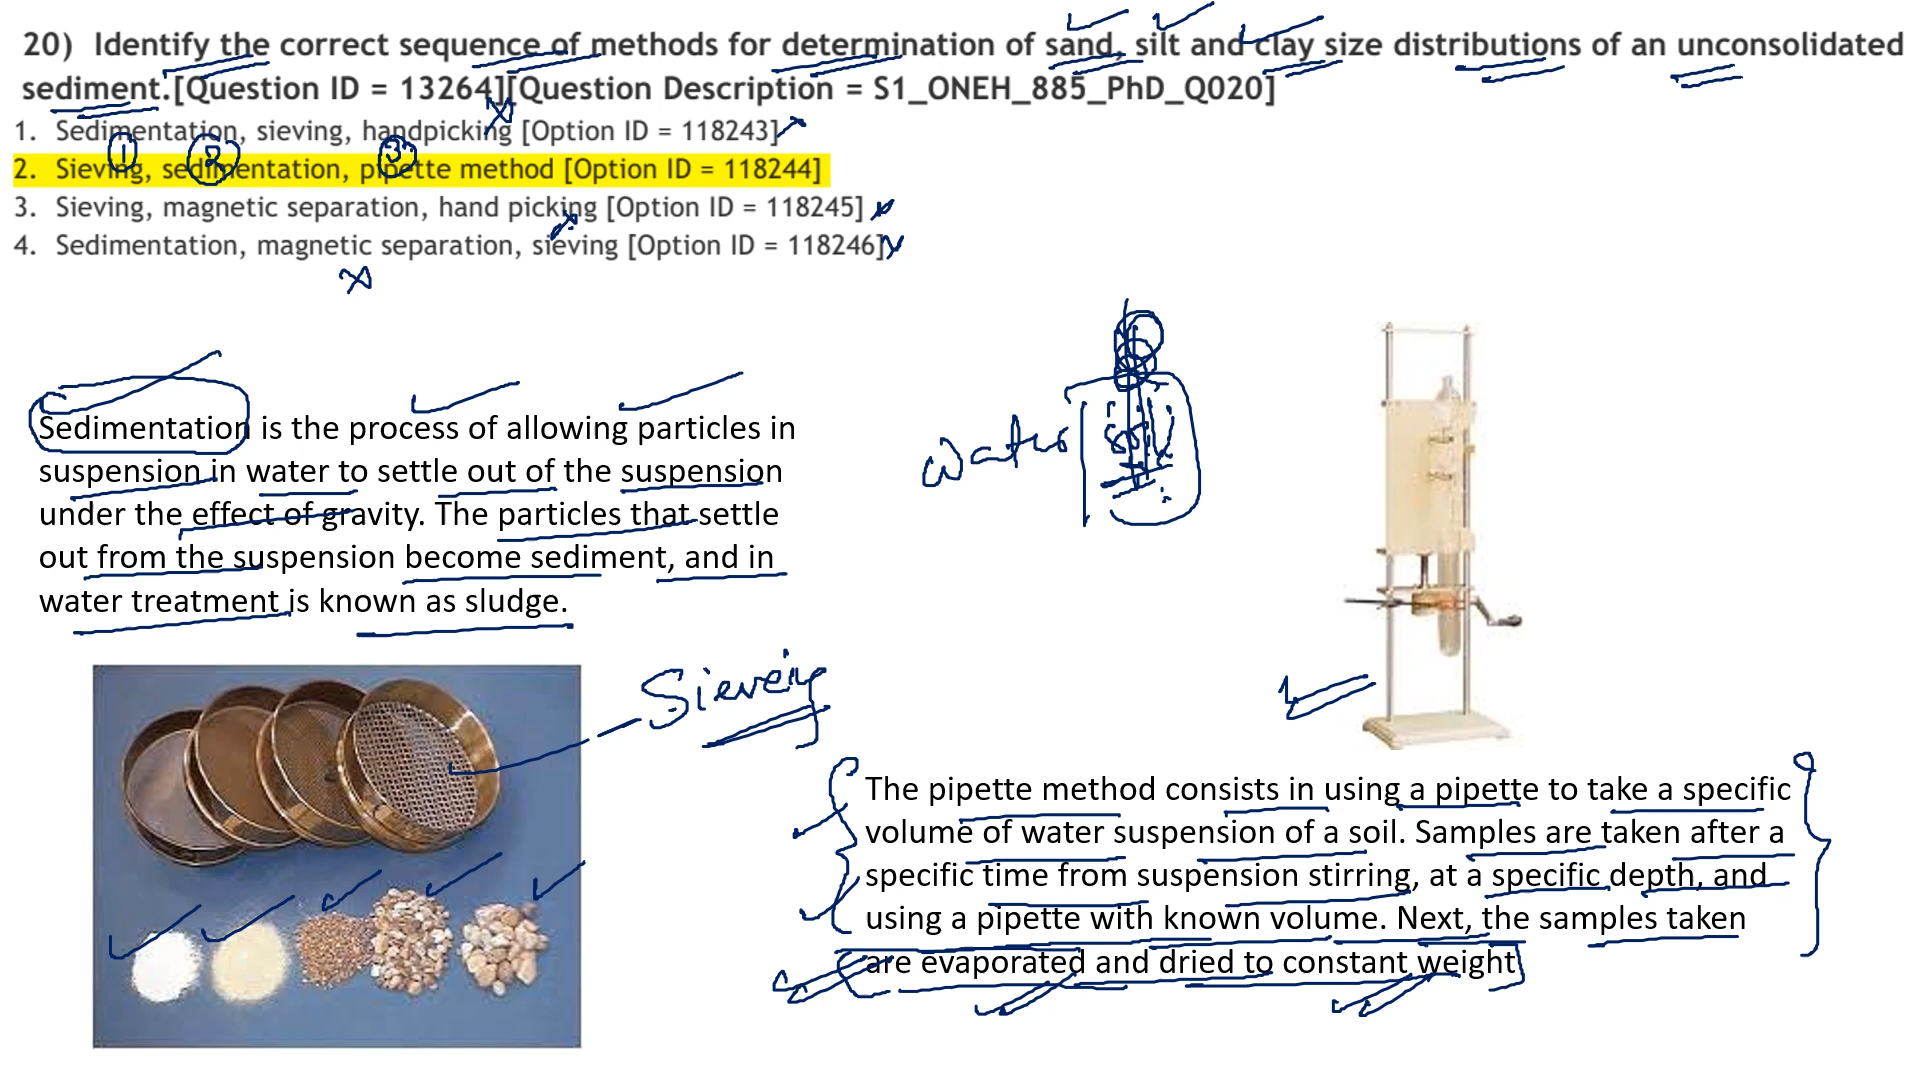 20) Identify the correct sequence of methods for determination of sand, silt and clay size distributions of an unconsolidated
sediment.[Question ID = 13264][Question Description = S1_ONEH_885_PhD_Q020]
1. Sedimentation, sieving, handpicking [Option ID = 118243]
1 2 3
2. Sieving, sedimentation, pipette method [Option ID = 118244]
3. Sieving, magnetic separation, hand picking [Option ID = 118245]
4. Sedimentation, magnetic separation, sieving [Option ID = 118246]
Sedimentation is the process of allowing particles in
suspension in water to settle out of the suspension
under the effect of gravity. The particles that settle
out from the suspension become sediment, and in
water treatment is known as sludge.
water
Sieveing
The pipette method consists in using a pipette to take a specific
volume of water suspension of a soil. Samples are taken after a
specific time from suspension stirring, at a specific depth, and
using a pipette with known volume. Next, the samples taken
are evaporated and dried to constant weight